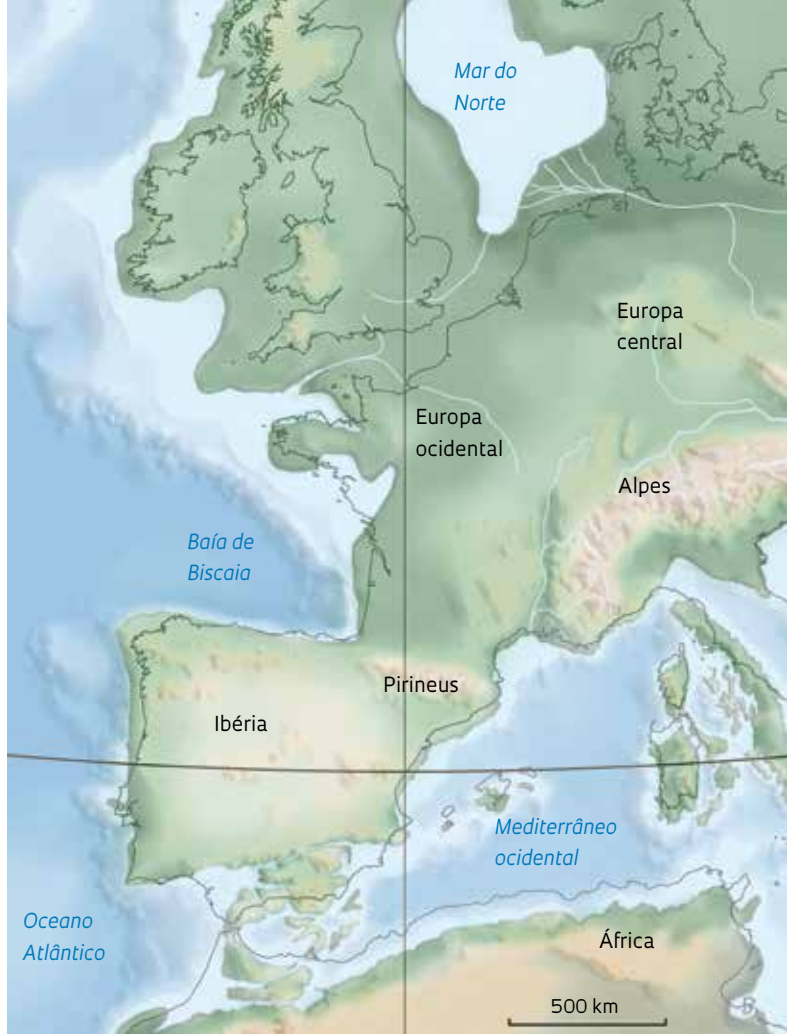 Mar do
Norte
Europa
central
Europa
ocidental
Alpes
Baía de
Biscaia
Pirineus
Ibéria
Mediterrâneo
ocidental
Oceano
Atlântico
África
500 km